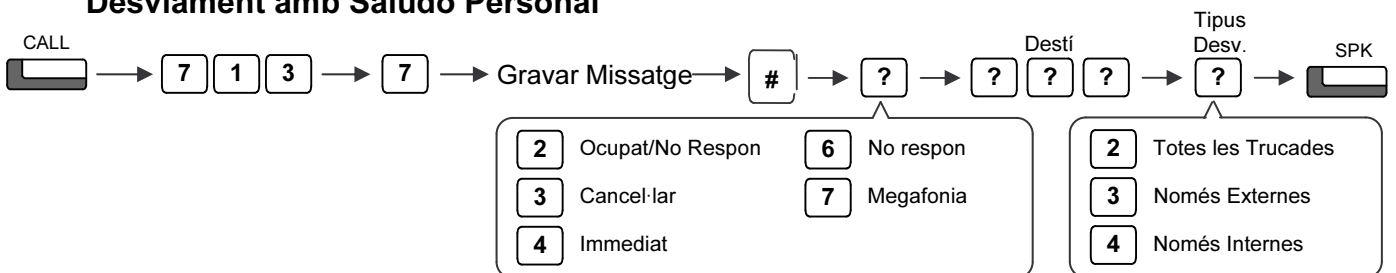 Desviament amb Saludo Personal
CALL
7 1 3
7
Gravar Missatge
#
?
Destí
? ? ?
Tipus
Desv.
?
SPK
2 Ocupat/No Respon
6 No respon
3 Cancel·lar
7 Megafonia
4 Immediat
2 Totes les Trucades
3 Només Externes
4 Només Internes